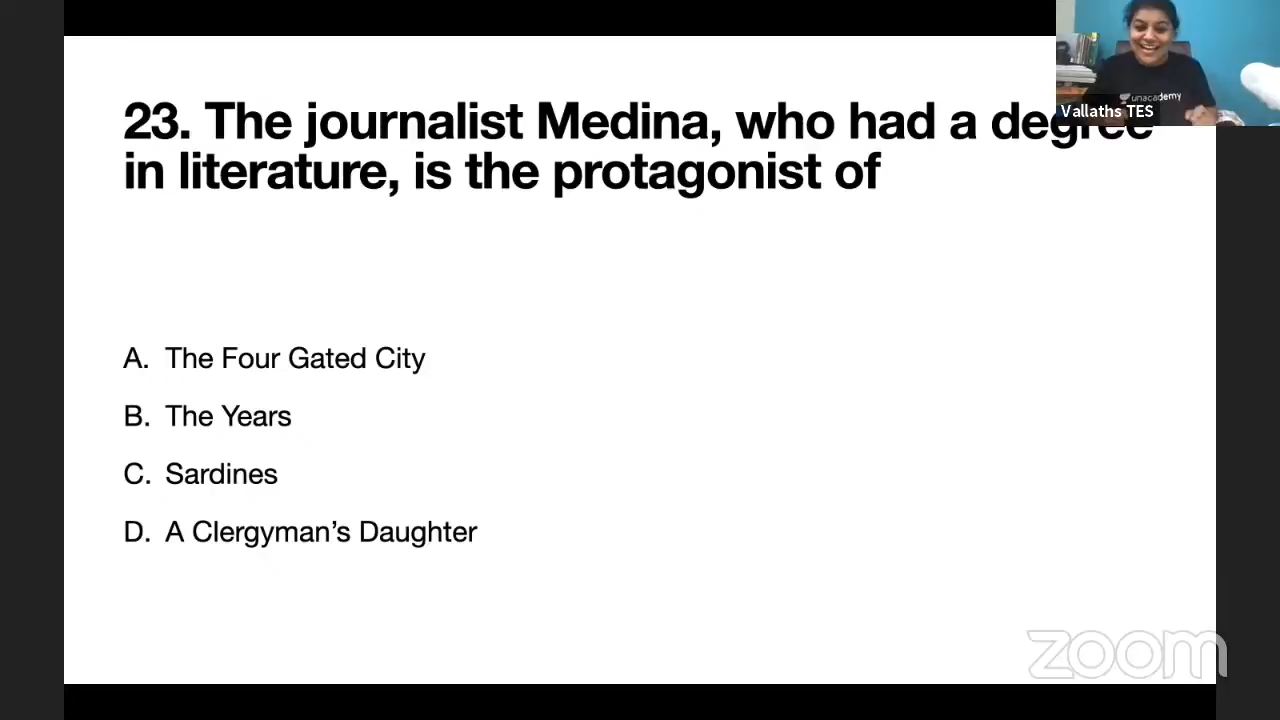 unacademy
Vallaths TES
23. The journalist Medina, who had a degree
in literature, is the protagonist of
A. The Four Gated City
B. The Years
C. Sardines
D. A Clergyman’s Daughter
zoom